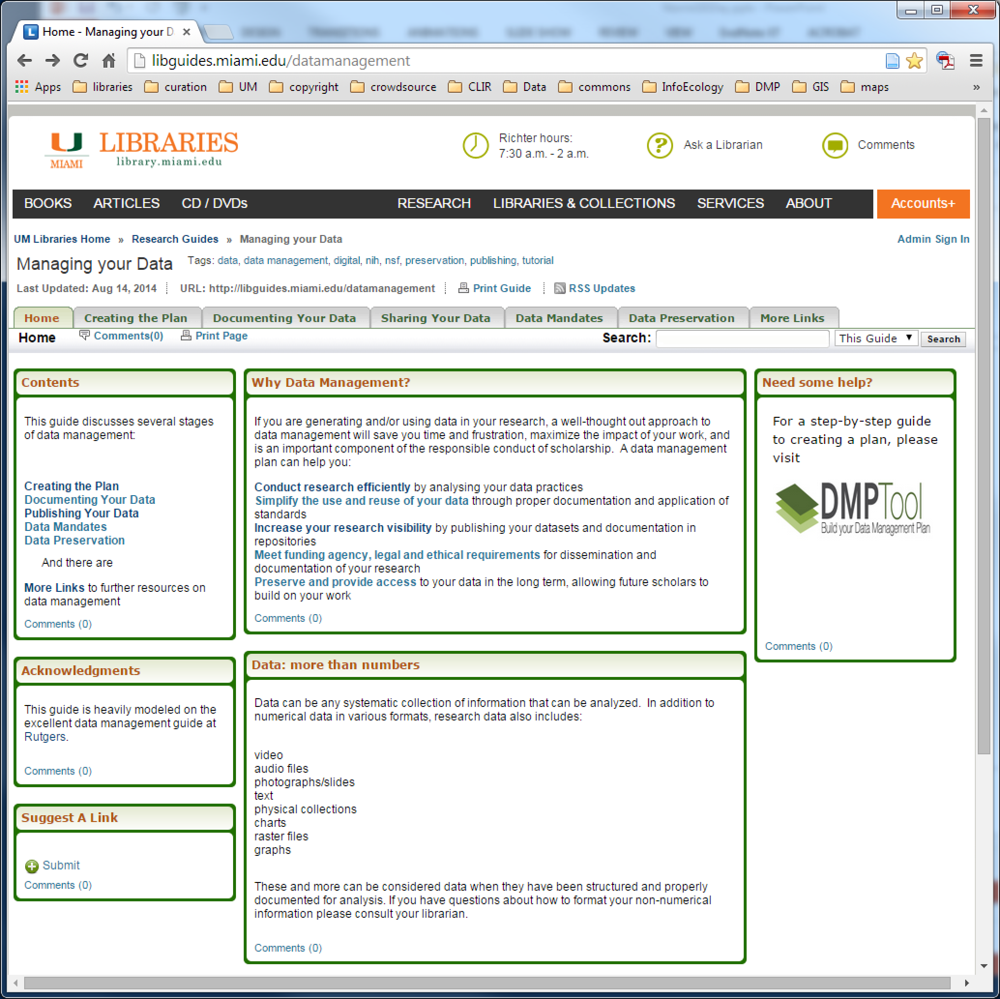 Home - Managing your D
libguides.miami.edu/datamanagement
Apps libraries curation UM copyright crowdsource CLIR Data commons InfoEcology DMP GIS maps »
U
MIAMI
LIBRARIES
library.miami.edu
Richter hours:
7:30 a.m. - 2 a.m.
Ask a Librarian
Comments
BOOKS ARTICLES CD / DVDs RESEARCH LIBRARIES & COLLECTIONS SERVICES ABOUT Accounts+
UM Libraries Home » Research Guides » Managing your Data Admin Sign In
Managing your Data Tags: data, data management, digital, nih, nsf, preservation, publishing, tutorial
Last Updated: Aug 14, 2014 URL: http://libguides.miami.edu/datamanagement Print Guide RSS Updates
Home Creating the Plan Documenting Your Data Sharing Your Data Data Mandates Data Preservation More Links
Home Comments(0) Print Page Search: This Guide Search
Contents
This guide discusses several stages
of data management:
Creating the Plan
Documenting Your Data
Publishing Your Data
Data Mandates
Data Preservation
And there are
More Links to further resources on
data management
Comments (0)
Acknowledgments
This guide is heavily modeled on the
excellent data management guide at
Rutgers.
Comments (0)
Suggest A Link
Submit
Comments (0)
Why Data Management?
If you are generating and/or using data in your research, a well-thought out approach to
data management will save you time and frustration, maximize the impact of your work, and
is an important component of the responsible conduct of scholarship. A data management
plan can help you:
Conduct research efficiently by analysing your data practices
Simplify the use and reuse of your data through proper documentation and application of
standards
Increase your research visibility by publishing your datasets and documentation in
repositories
Meet funding agency, legal and ethical requirements for dissemination and
documentation of your research
Preserve and provide access to your data in the long term, allowing future scholars to
build on your work
Comments (0)
Data: more than numbers
Data can be any systematic collection of information that can be analyzed. In addition to
numerical data in various formats, research data also includes:
video
audio files
photographs/slides
text
physical collections
charts
raster files
graphs
These and more can be considered data when they have been structured and properly
documented for analysis. If you have questions about how to format your non-numerical
information please consult your librarian.
Comments (0)
Need some help?
For a step-by-step guide
to creating a plan, please
visit
DMPTool
Build your Data Management Plan
Comments (0)